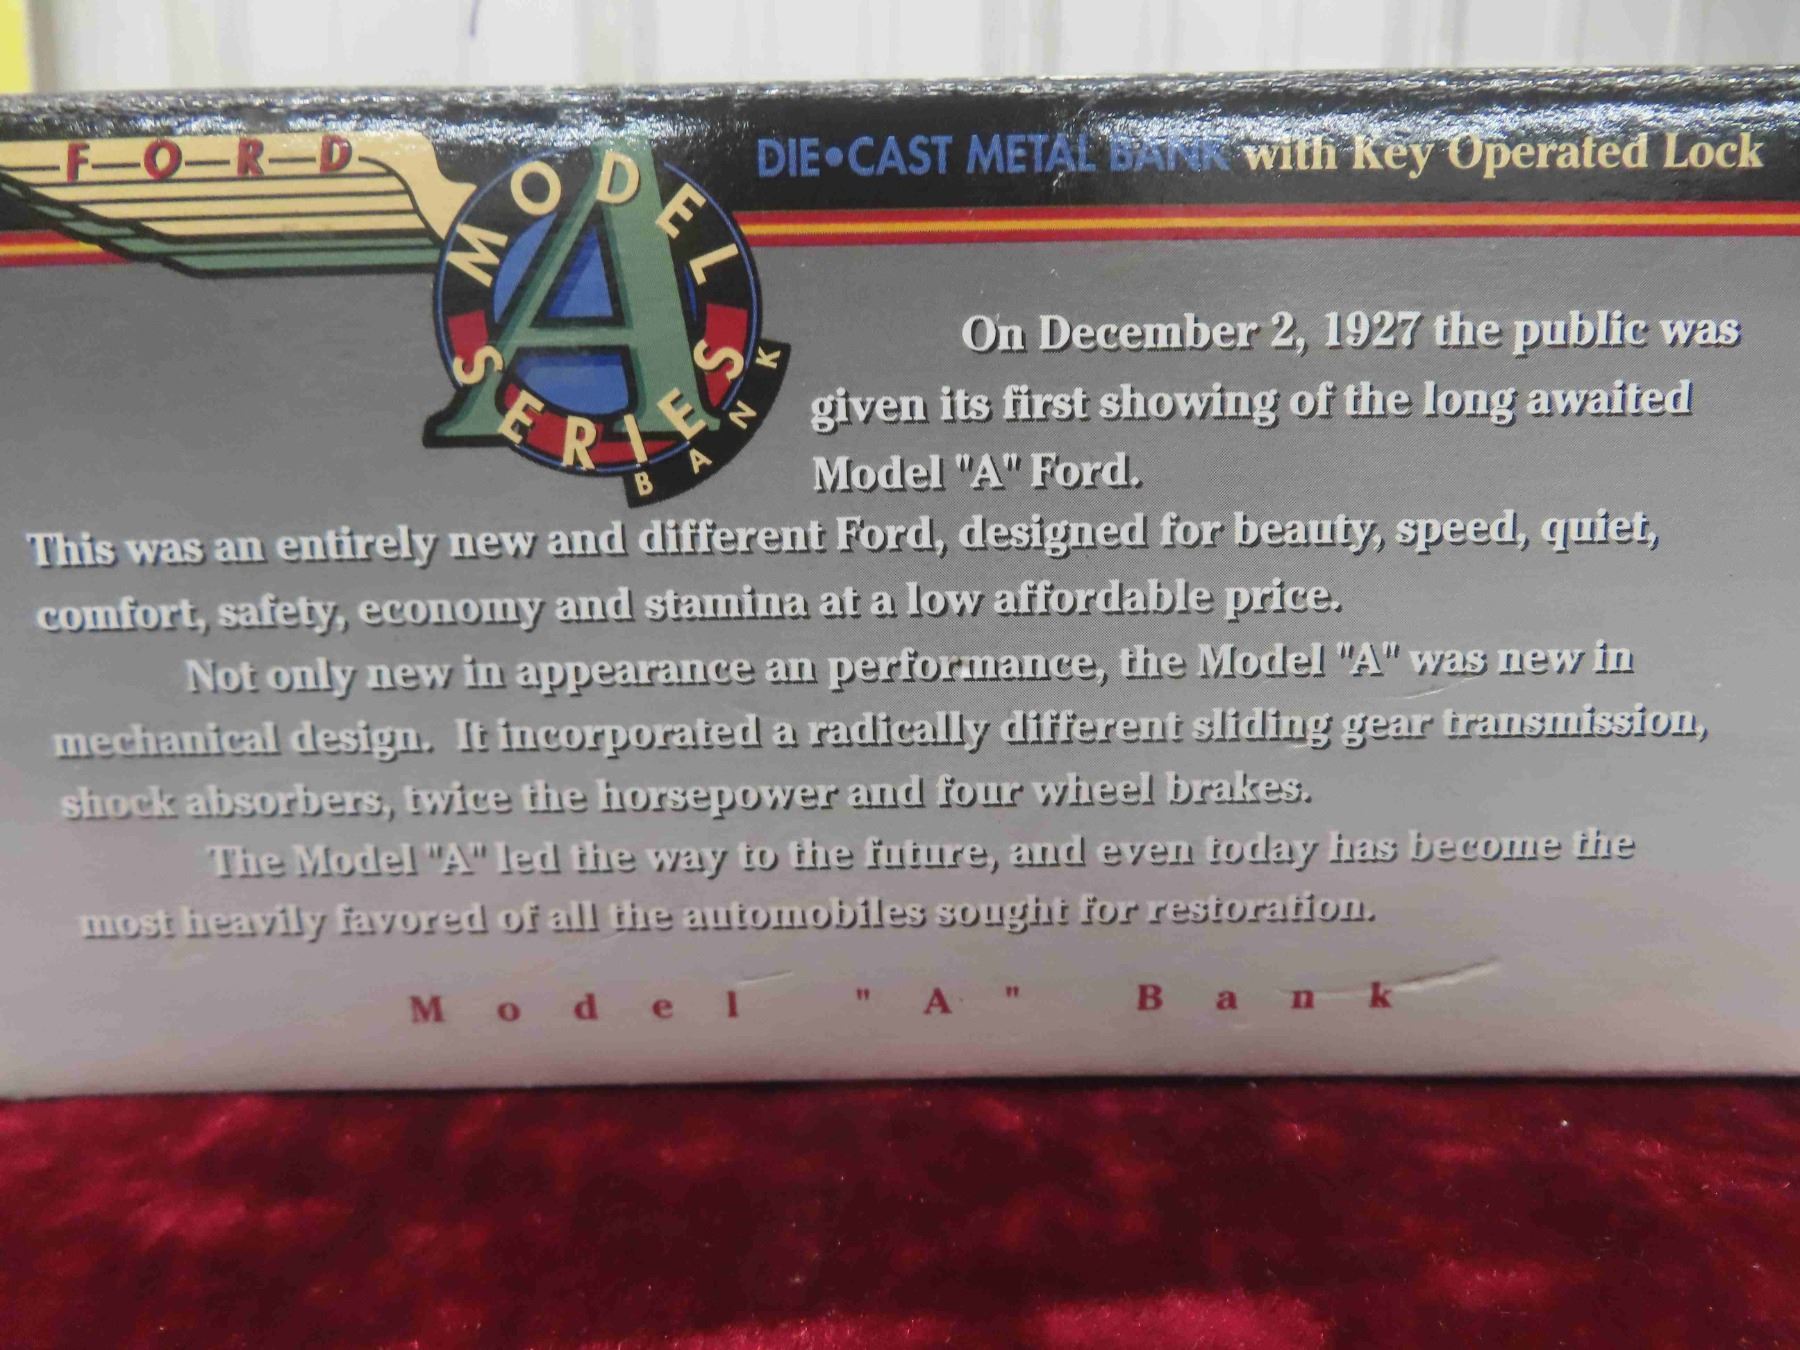 FORD
MODEL A SERIES
BANK
DIE•CAST METAL BANK with Key Operated Lock
On December 2, 1927 the public was
given its first showing of the long awaited
Model "A" Ford.
This was an entirely new and different Ford, designed for beauty, speed, quiet,
comfort, safety, economy and stamina at a low affordable price.
Not only new in appearance an performance, the Model "A" was new in
mechanical design. It incorporated a radically different sliding gear transmission,
shock absorbers, twice the horsepower and four wheel brakes.
The Model "A" led the way to the future, and even today has become the
most heavily favored of all the automobiles sought for restoration.
Model "A" Bank